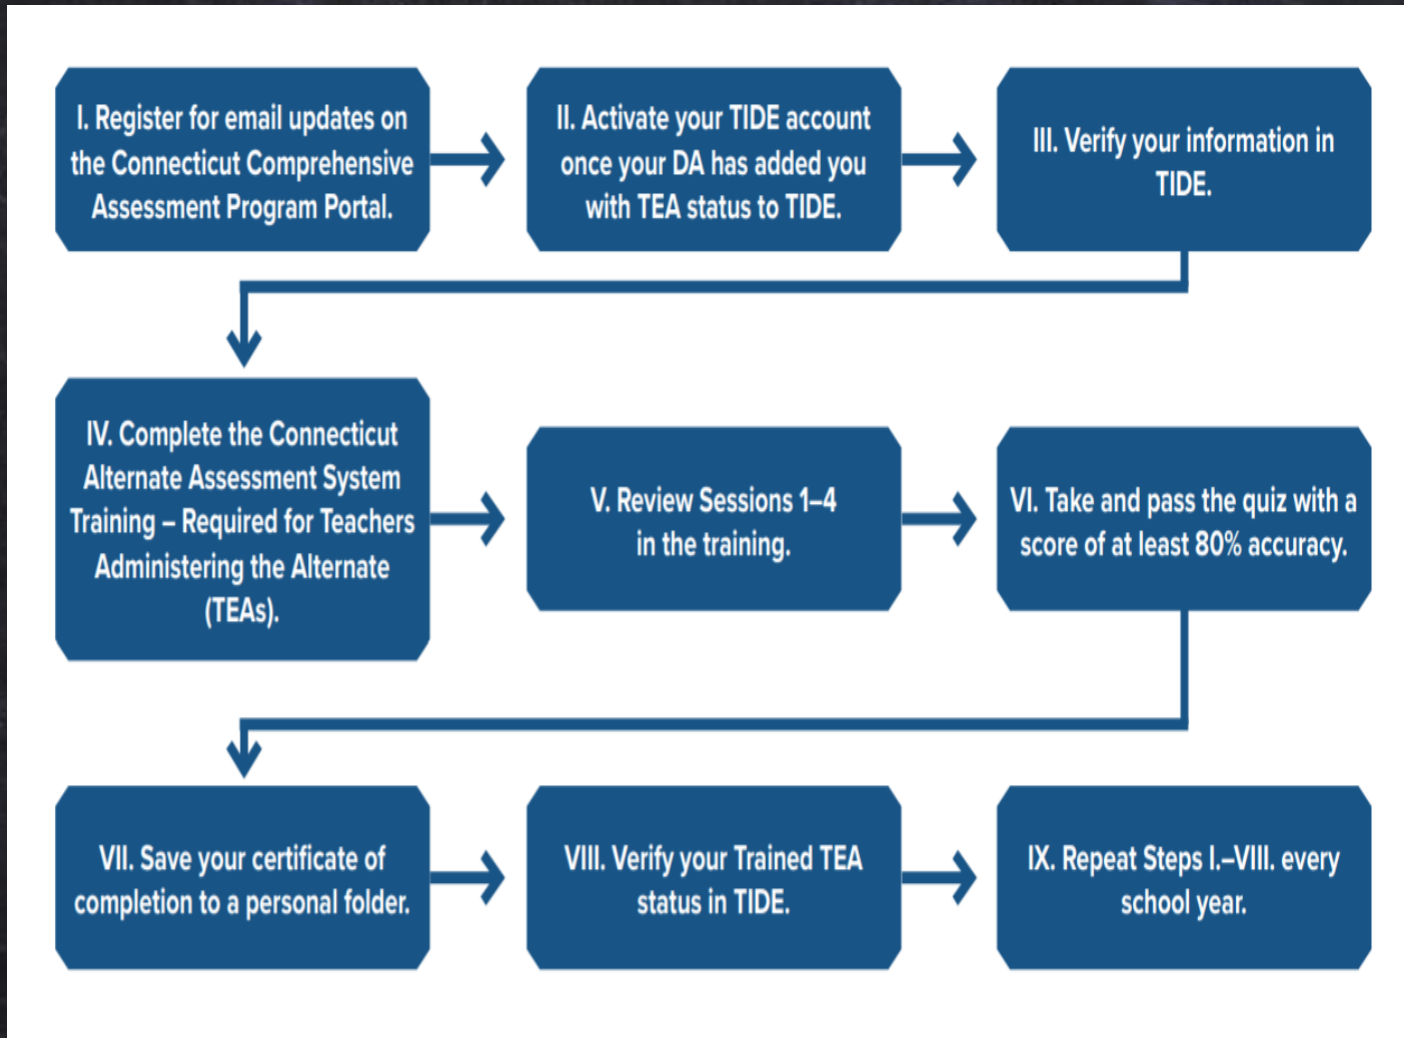 I. Register for email updates on
the Connecticut Comprehensive
Assessment Program Portal.
II. Activate your TIDE account
once your DA has added you
with TEA status to TIDE.
III. Verify your information in
TIDE.
IV. Complete the Connecticut
Alternate Assessment System
Training – Required for Teachers
Administering the Alternate
(TEAs).
V. Review Sessions 1–4
in the training.
VI. Take and pass the quiz with a
score of at least 80% accuracy.
VII. Save your certificate of
completion to a personal folder.
VIII. Verify your Trained TEA
status in TIDE.
IX. Repeat Steps I.–VIII. every
school year.